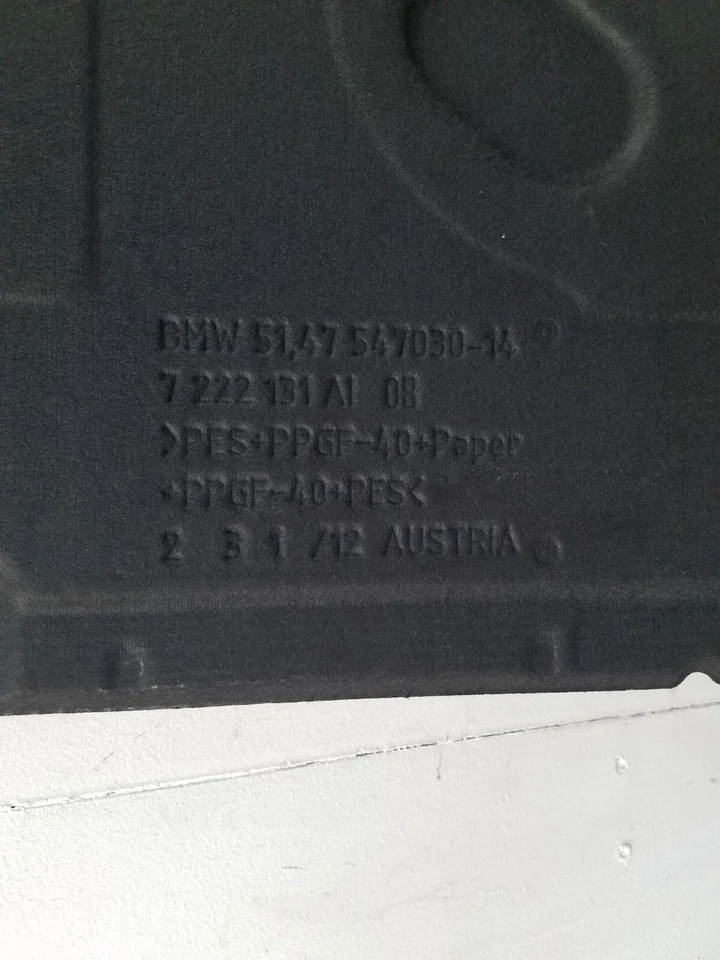 BMW 51,47 547030-14
7 222 131 AI 08
>PES+PPGF-40+Paper
+PPGF-40+PES<
2 3 1 /12 AUSTRIA